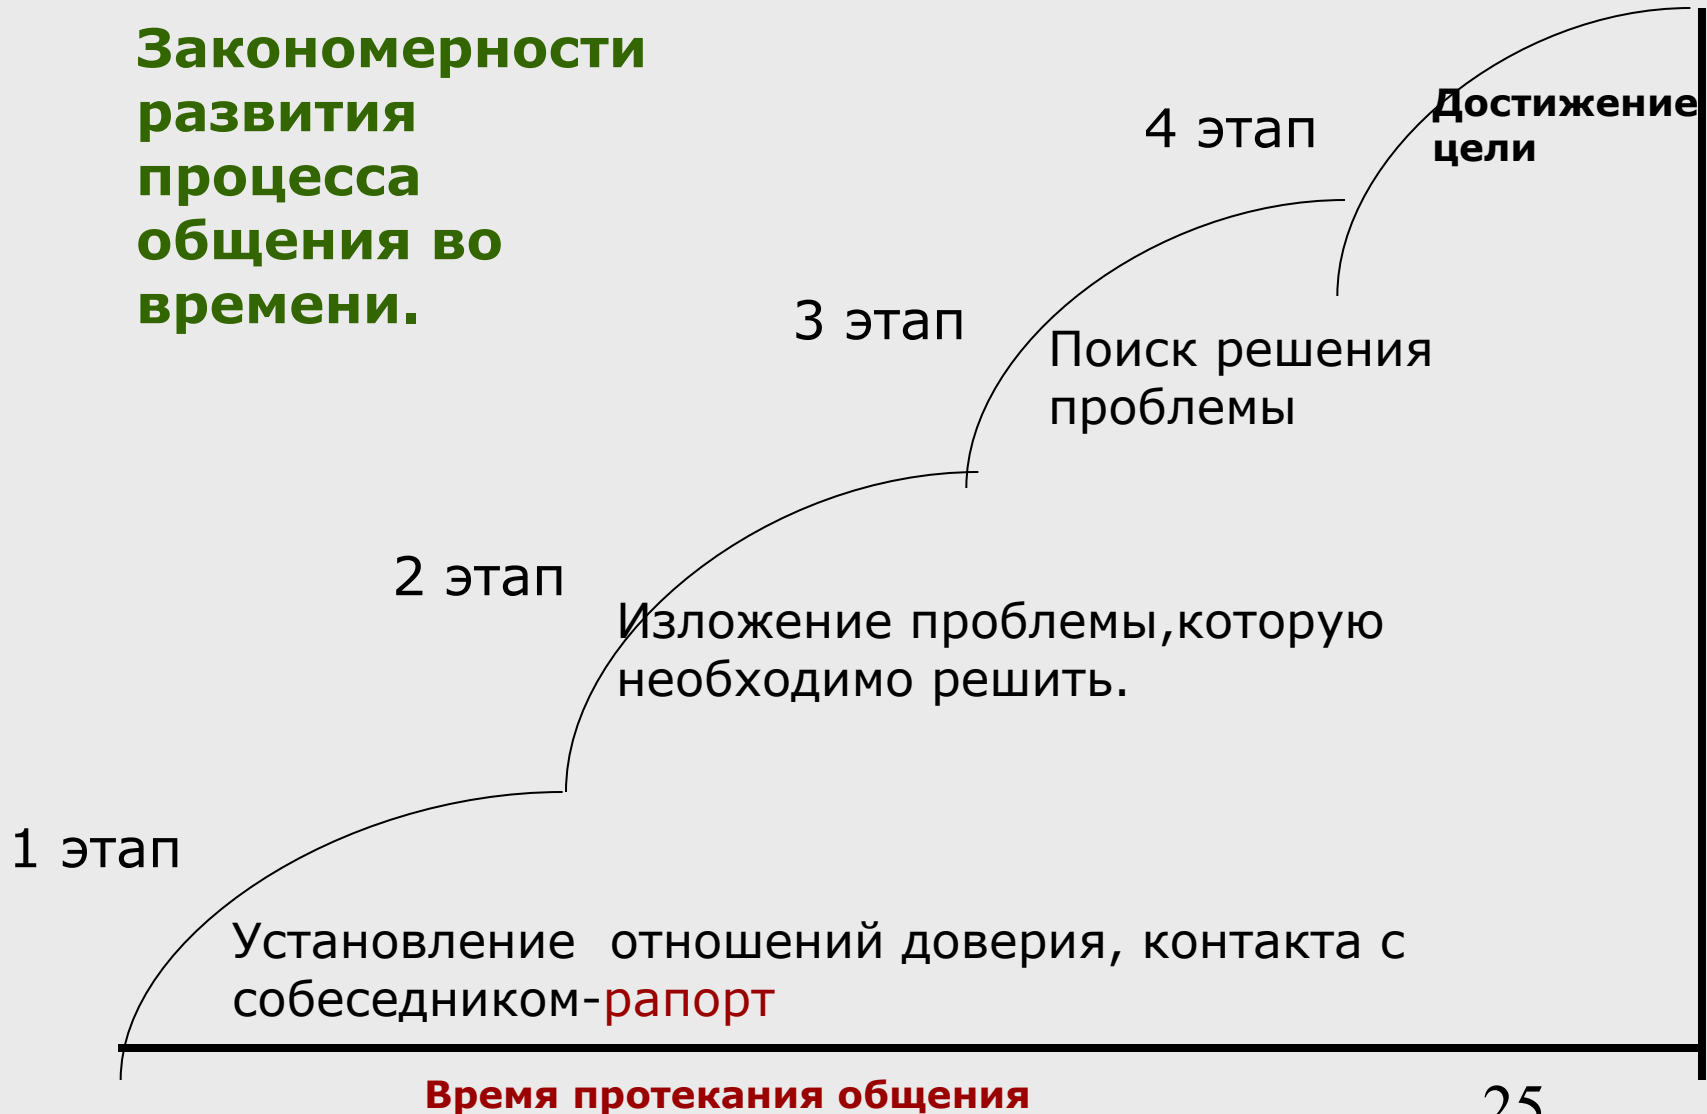 Закономерности
развития
процесса
общения во
времени.
4 этап
Достижение
цели
3 этап
Поиск решения
проблемы
2 этап
Изложение проблемы,которую
необходимо решить.
1 этап
Установление отношений доверия, контакта с
собеседником-рапорт
Время протекания общения
25